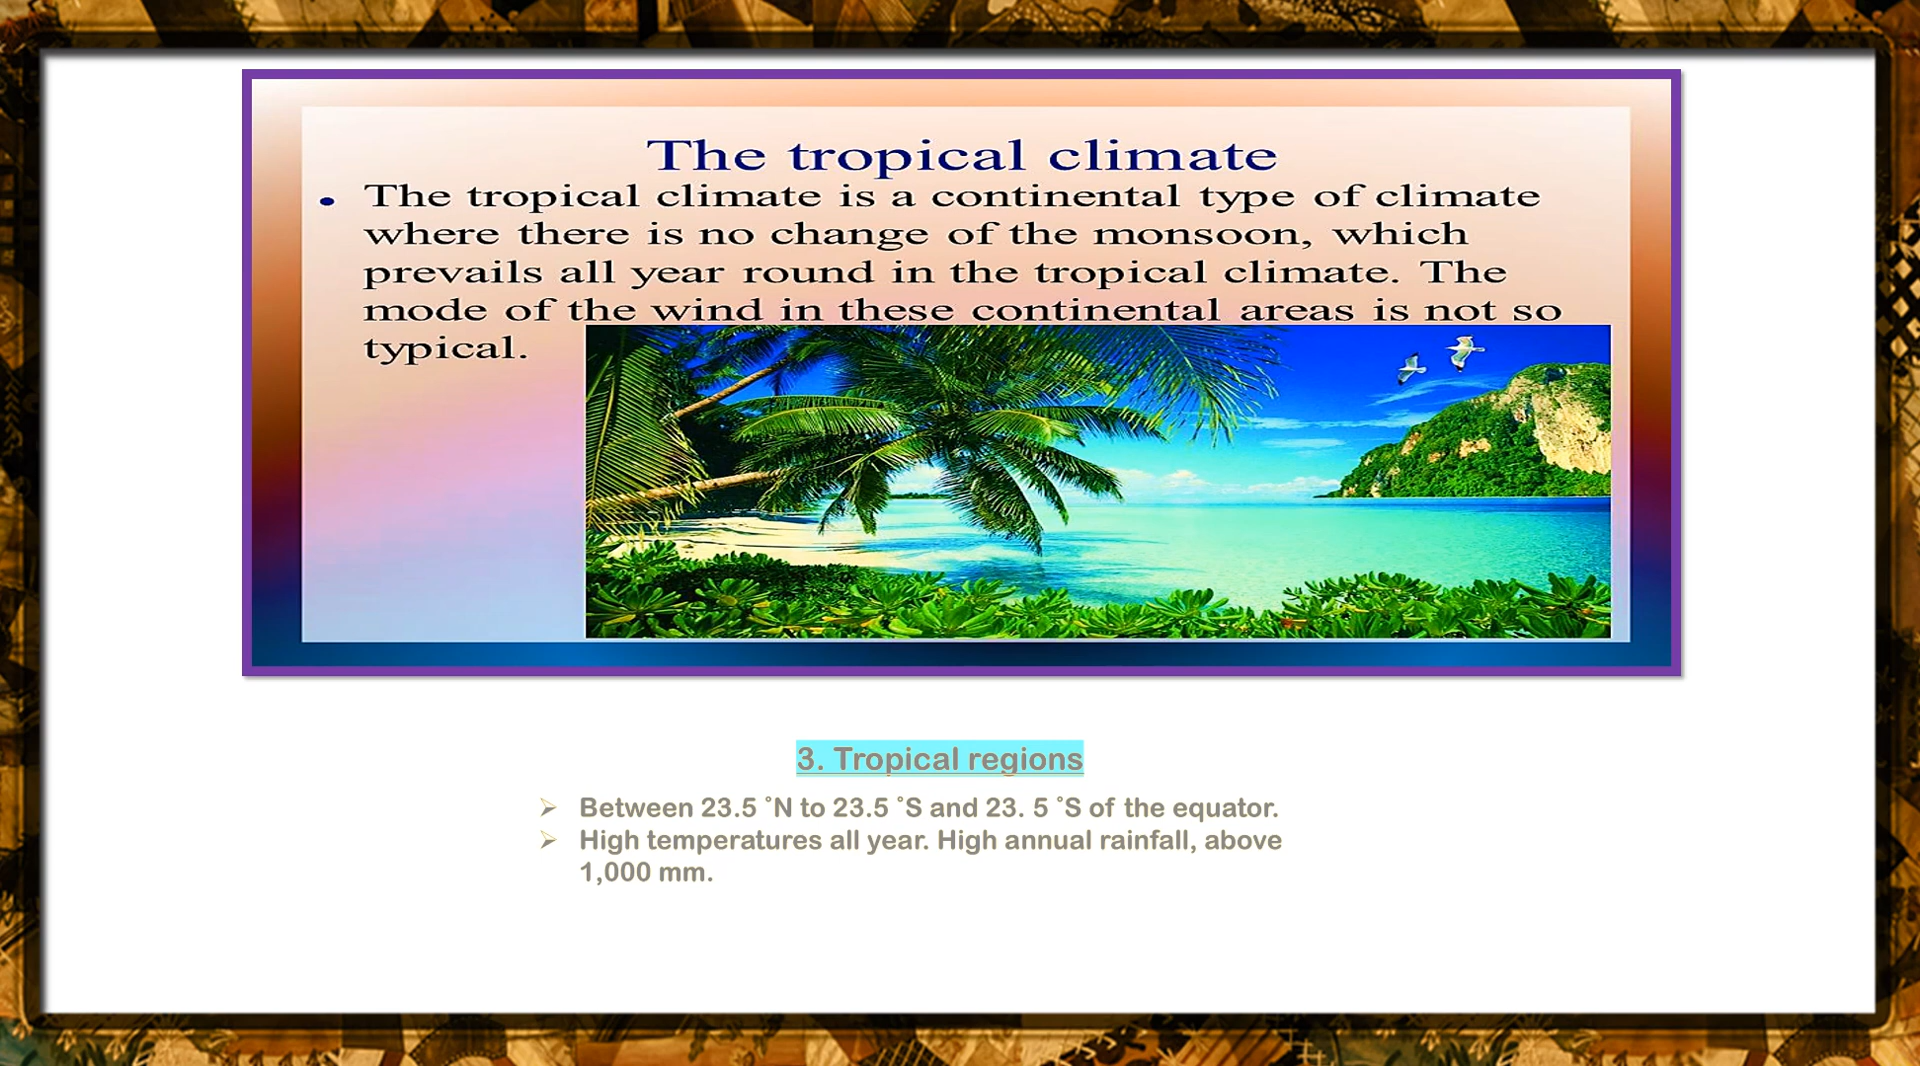 The tropical climate
• The tropical climate is a continental type of climate
where there is no change of the monsoon, which
prevails all year round in the tropical climate. The
mode of the wind in these continental areas is not so
typical.
3. Tropical regions
➢ Between 23.5 ˚N to 23.5 ˚S and 23. 5 ˚S of the equator.
➢ High temperatures all year. High annual rainfall, above
1,000 mm.